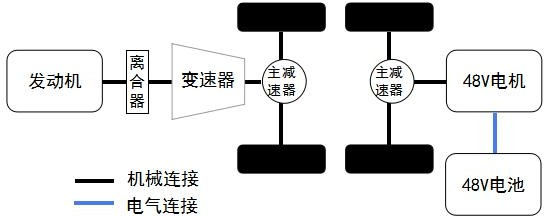 发动机
离合器
变速器
主减
速器
主减
速器
48V电机
48V电池
机械连接
电气连接